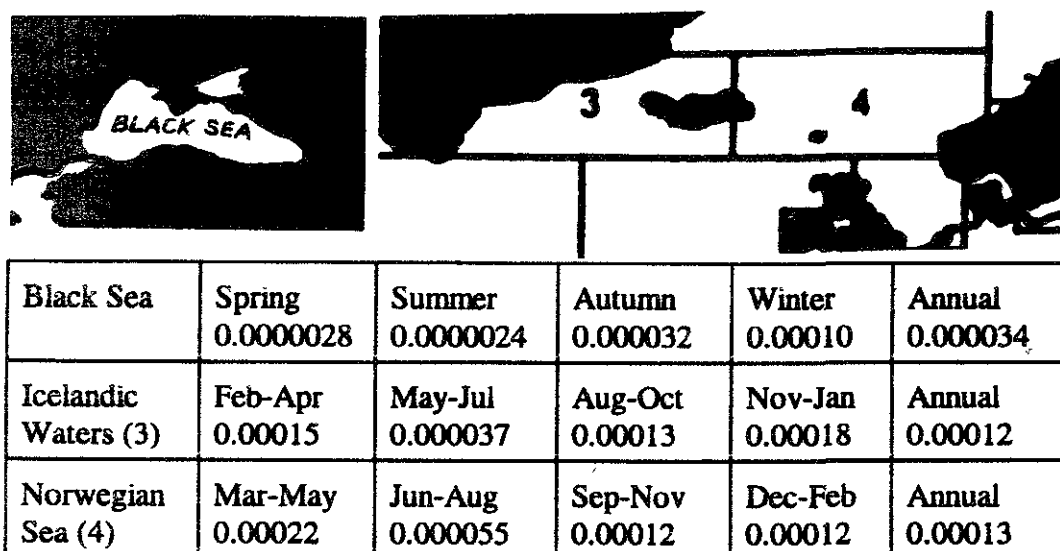 BLACK SEA
3
4
Black Sea Spring Summer Autumn Winter Annual
0.0000028 0.0000024 0.000032 0.00010 0.000034
Icelandic Feb-Apr May-Jul Aug-Oct Nov-Jan Annual
Waters (3) 0.00015 0.000037 0.00013 0.00018 0.00012
Norwegian Mar-May Jun-Aug Sep-Nov Dec-Feb Annual
Sea (4) 0.00022 0.000055 0.00012 0.00012 0.00013